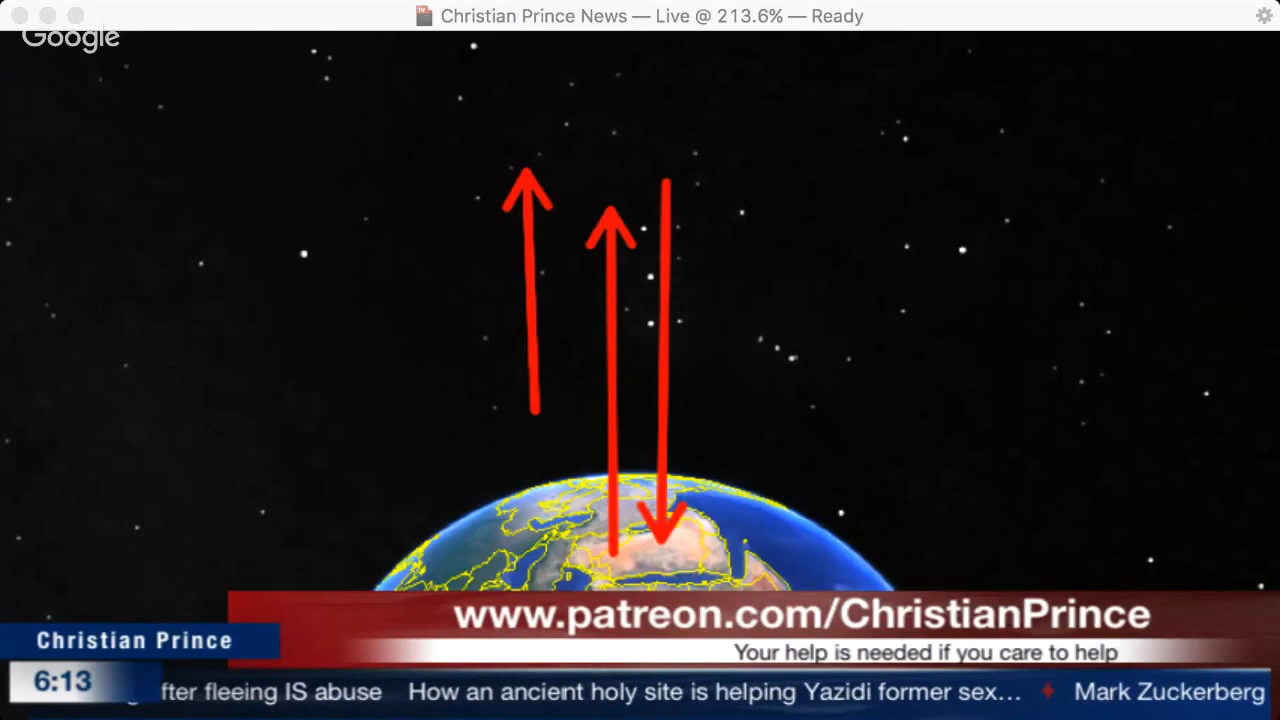 Christian Prince News — Live @ 213.6% — Ready
Google
www.patreon.com/ChristianPrince
Christian Prince
Your help is needed if you care to help
6:13
fter fleeing IS abuse How an ancient holy site is helping Yazidi former sex... Mark Zuckerberg